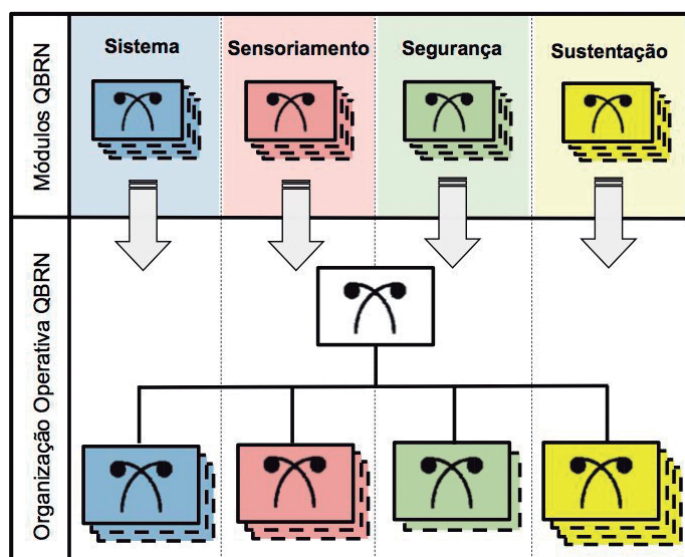 Módulos QBRN
Sistema
Sensoriamento
Segurança
Sustentação
Organização Operativa QBRN